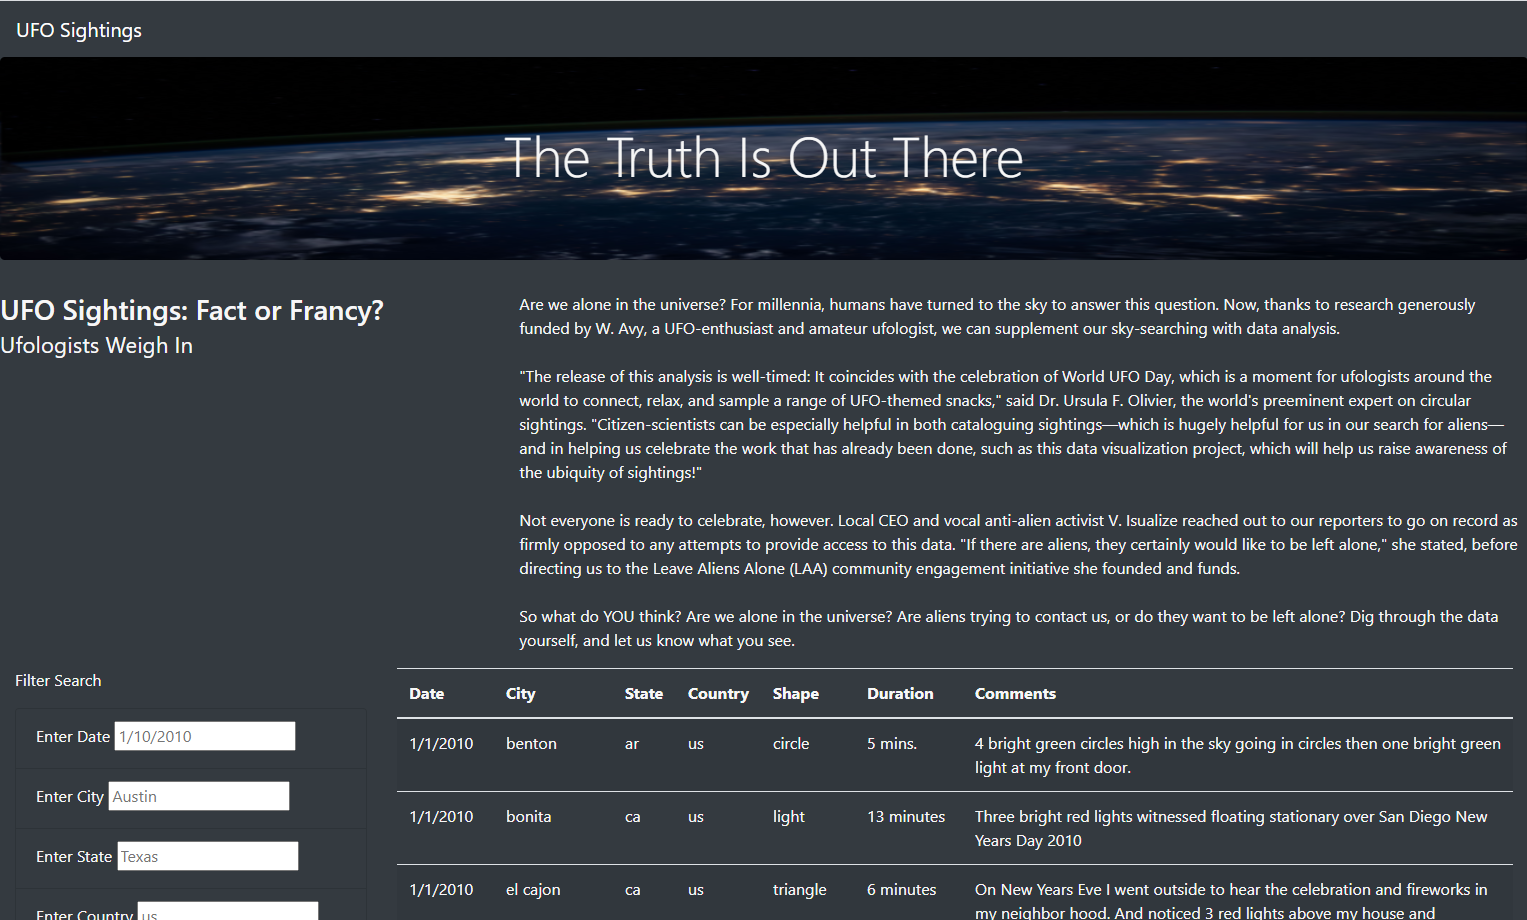 UFO Sightings
The Truth Is Out There
UFO Sightings: Fact or Francy?
Ufologists Weigh In
Are we alone in the universe? For millennia, humans have turned to the sky to answer this question. Now, thanks to research generously
funded by W. Avy, a UFO-enthusiast and amateur ufologist, we can supplement our sky-searching with data analysis.
"The release of this analysis is well-timed: It coincides with the celebration of World UFO Day, which is a moment for ufologists around the
world to connect, relax, and sample a range of UFO-themed snacks," said Dr. Ursula F. Olivier, the world's preeminent expert on circular
sightings. "Citizen-scientists can be especially helpful in both cataloguing sightings—which is hugely helpful for us in our search for aliens—
and in helping us celebrate the work that has already been done, such as this data visualization project, which will help us raise awareness of
the ubiquity of sightings!"
Not everyone is ready to celebrate, however. Local CEO and vocal anti-alien activist V. Isualize reached out to our reporters to go on record as
firmly opposed to any attempts to provide access to this data. "If there are aliens, they certainly would like to be left alone," she stated, before
directing us to the Leave Aliens Alone (LAA) community engagement initiative she founded and funds.
So what do YOU think? Are we alone in the universe? Are aliens trying to contact us, or do they want to be left alone? Dig through the data
yourself, and let us know what you see.
Filter Search
Enter Date 1/10/2010
Enter City Austin
Enter State Texas
Enter Country us
Date City State Country Shape Duration Comments
1/1/2010 benton ar us circle 5 mins. 4 bright green circles high in the sky going in circles then one bright green
light at my front door.
1/1/2010 bonita ca us light 13 minutes Three bright red lights witnessed floating stationary over San Diego New
Years Day 2010
1/1/2010 el cajon ca us triangle 6 minutes On New Years Eve I went outside to hear the celebration and fireworks in
my neighbor hood. And noticed 3 red lights above my house and